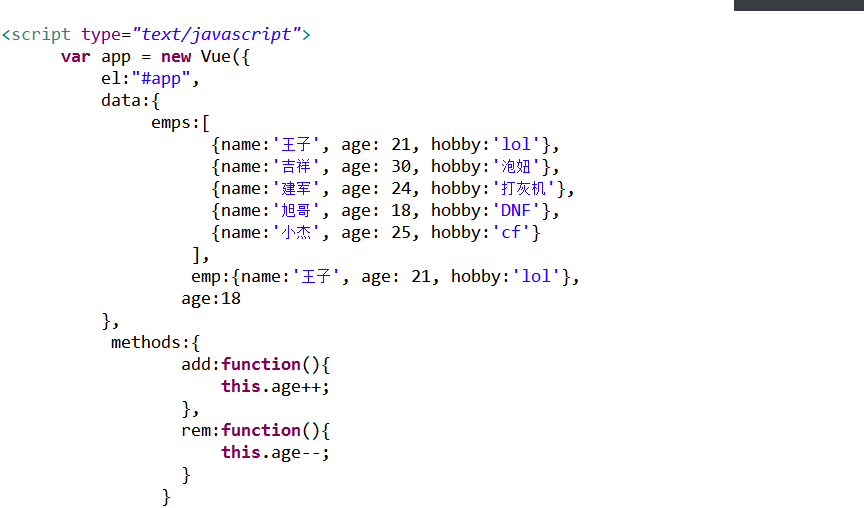 <script type="text/javascript">
var app = new Vue({
el:"#app",
data:{
emps:[
{name:'王子', age: 21, hobby:'lol'},
{name:'吉祥', age: 30, hobby:'泡妞'},
{name:'建军', age: 24, hobby:'打灰机'},
{name:'旭哥', age: 18, hobby:'DNF'},
{name:'小杰', age: 25, hobby:'cf'}
],
emp:{name:'王子', age: 21, hobby:'lol'},
age:18
},
methods:{
add:function(){
this.age++;
},
rem:function(){
this.age--;
}
}